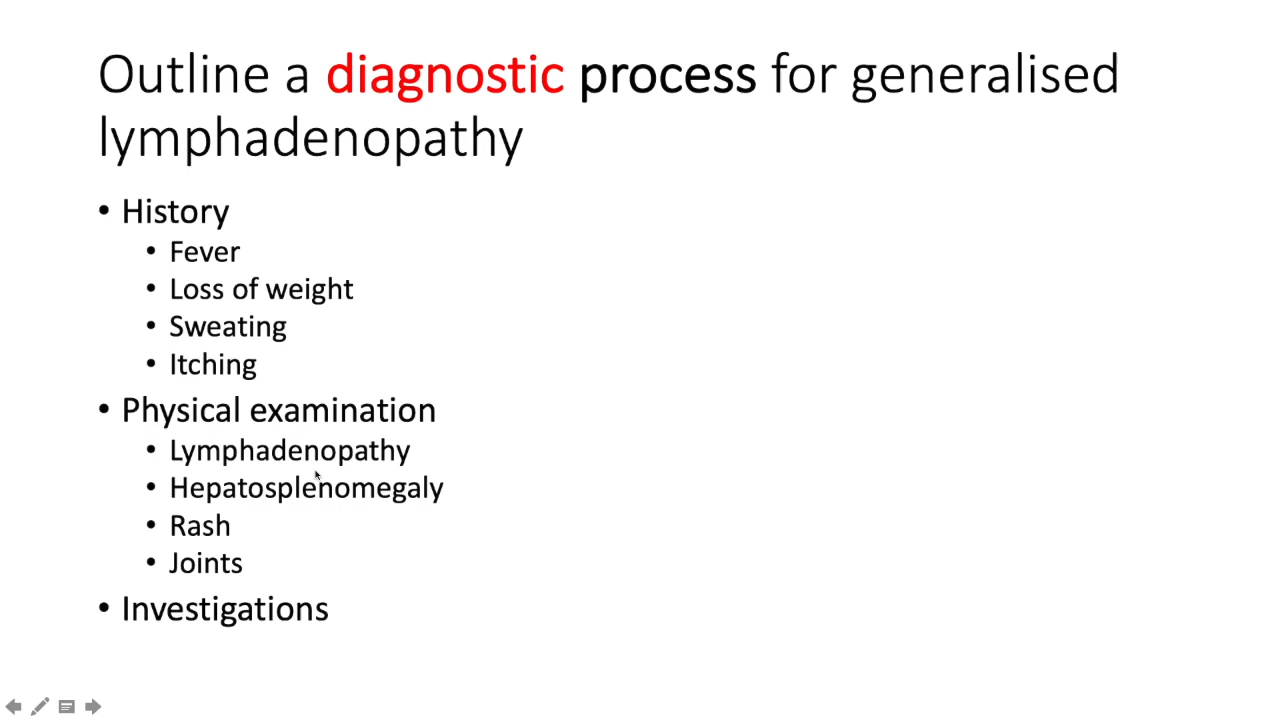 Outline a diagnostic process for generalised
lymphadenopathy
• History
• Fever
• Loss of weight
• Sweating
• Itching
• Physical examination
• Lymphadenopathy
• Hepatosplenomegaly
• Rash
• Joints
• Investigations